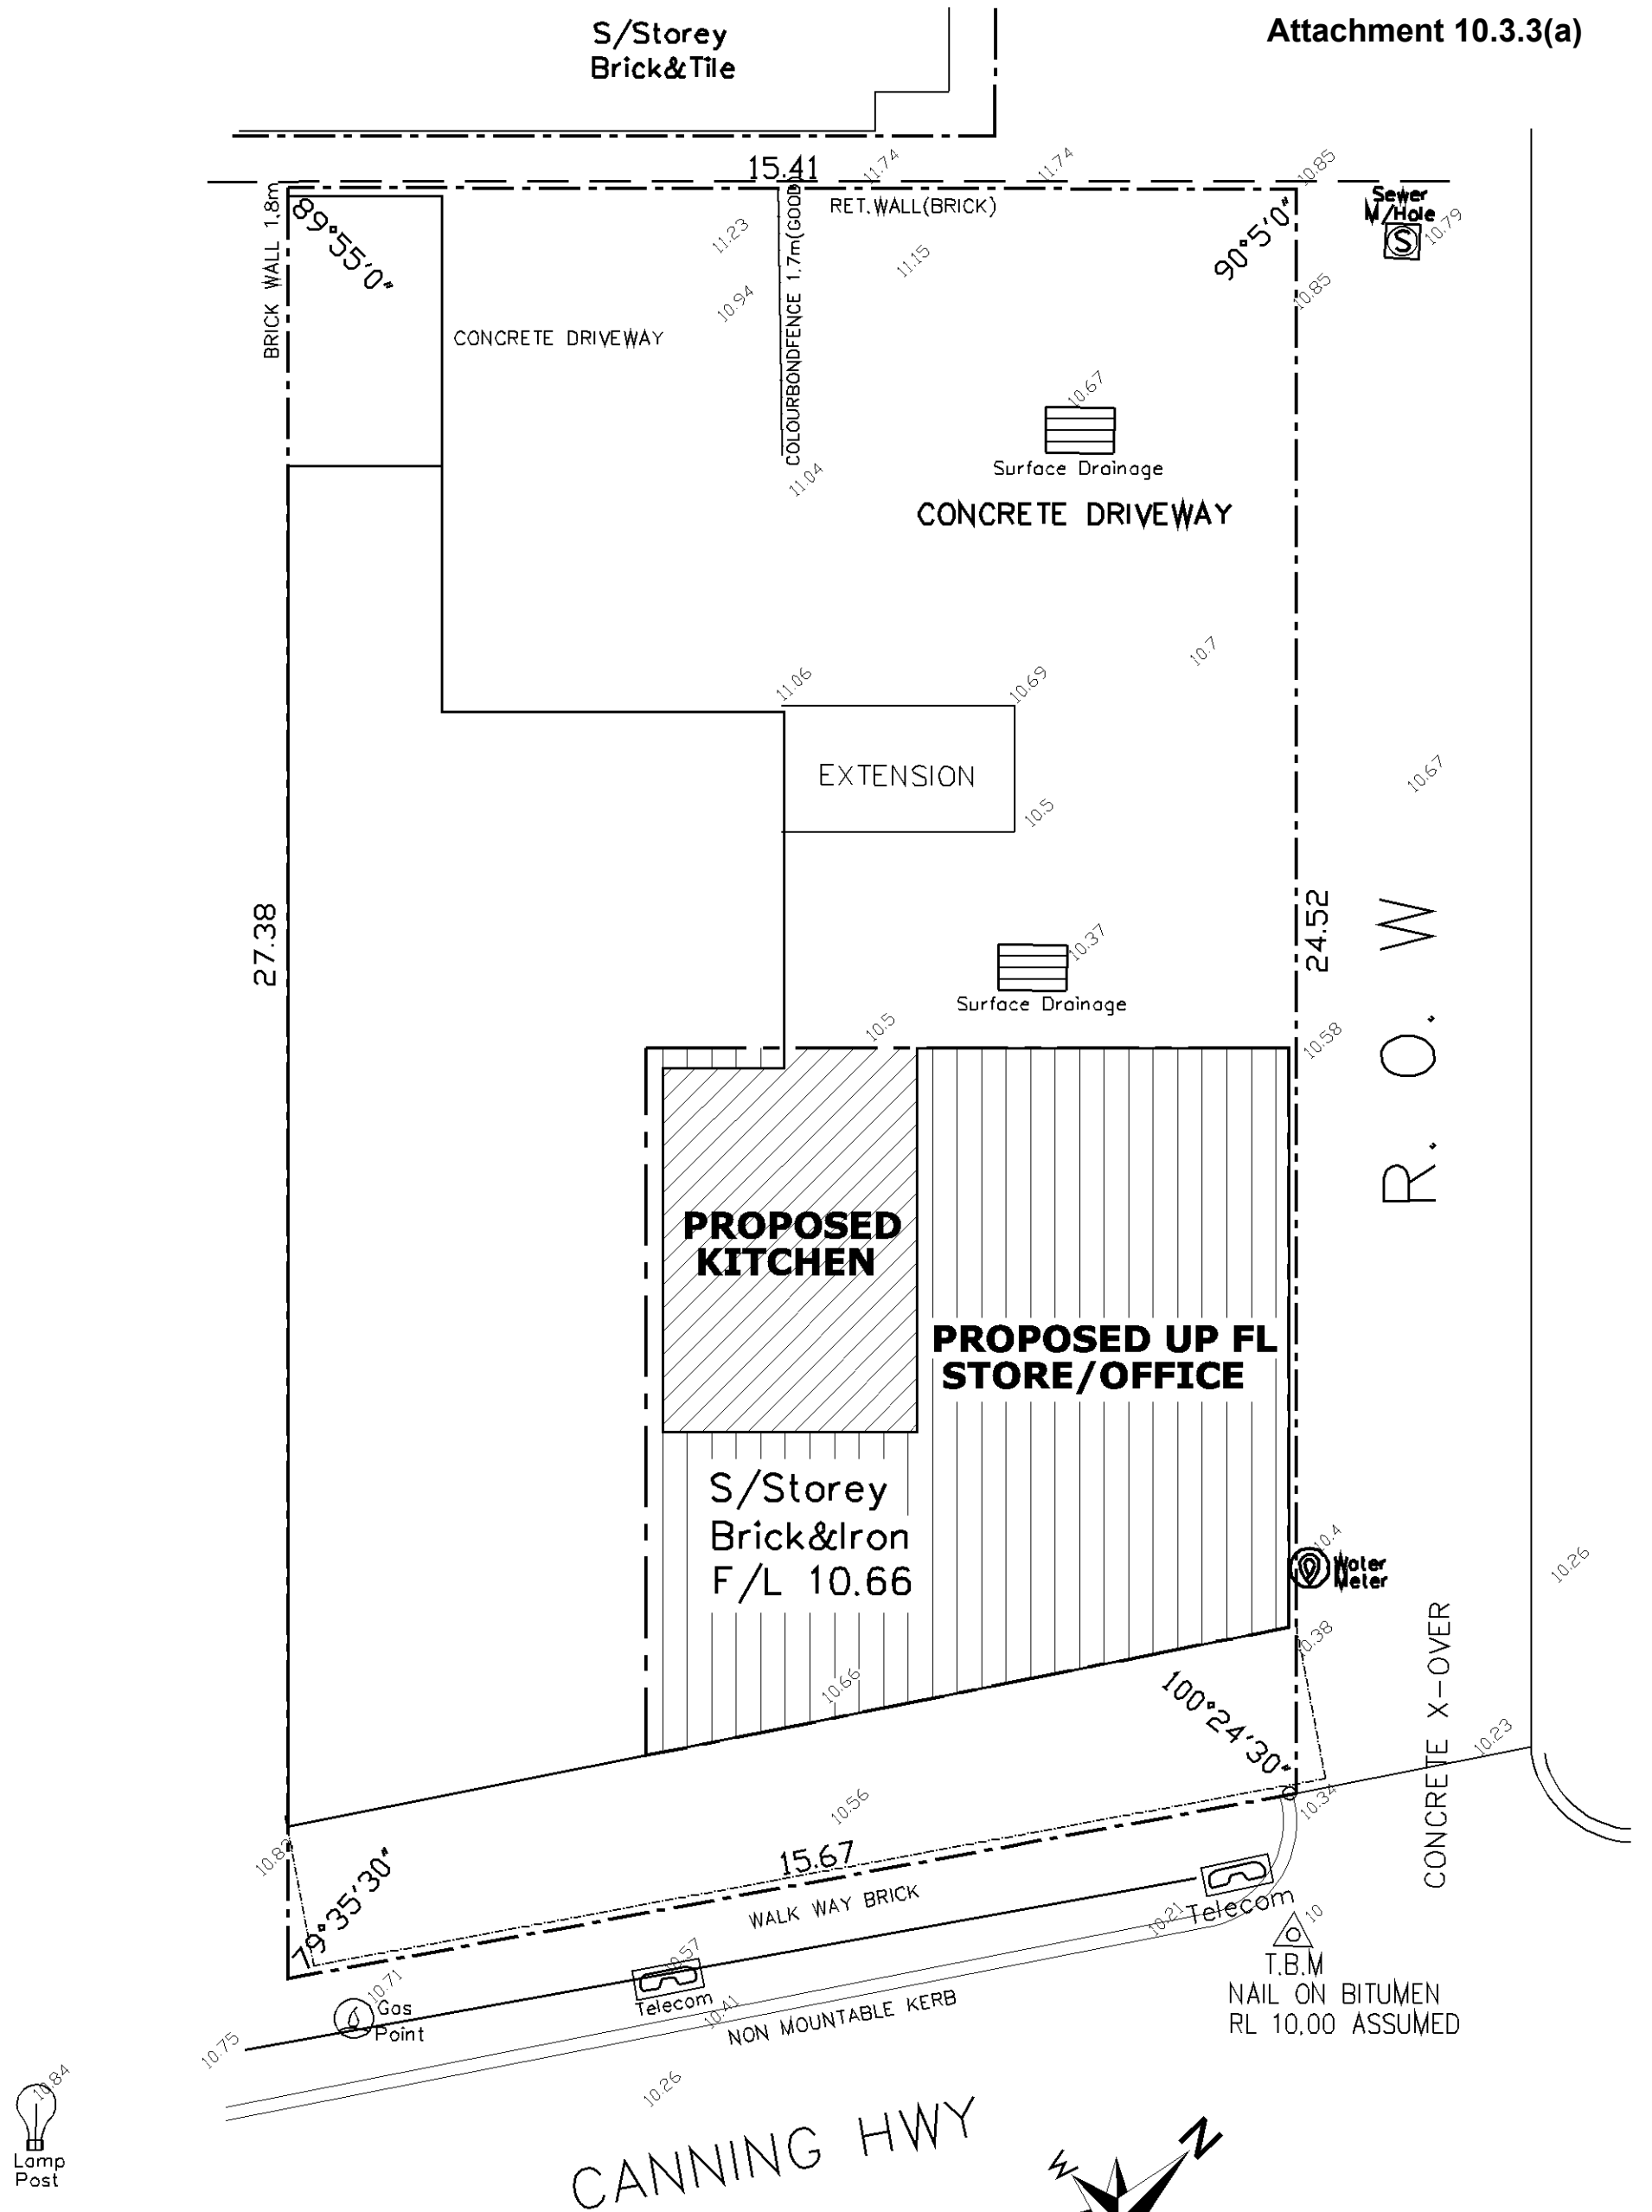 Attachment 10.3.3(a)
S/Storey
Brick&Tile
15.41
11.74
11.74
10.85
RET.WALL(BRICK)
Sewer
M/Hole
S
10.79
BRICK WALL 1.8m
89°55'0"
11.23
COLOURBONDFENCE 1.7m(GOOD)
11.15
90°5'0"
10.85
10.94
CONCRETE DRIVEWAY
10.67
Surface Drainage
11.04
CONCRETE DRIVEWAY
10.7
11.06
10.69
EXTENSION
10.5
10.67
27.38
24.52
10.37
Surface Drainage
10.5
10.58
R. O. W
PROPOSED
KITCHEN
PROPOSED UP FL
STORE/OFFICE
S/Storey
Brick&Iron
F/L 10.66
10.4
Water
Meter
10.26
10.38
CONCRETE X-OVER
10.66
100°24'30"
10.23
10.56
10.34
15.67
79°35'30"
WALK WAY BRICK
Telecom
10.21
10
T.B.M
NAIL ON BITUMEN
RL 10.00 ASSUMED
10.71
Gas
Point
10.57
Telecom
10.41
NON MOUNTABLE KERB
10.75
10.84
Lamp
Post
10.26
CANNING HWY
W
N